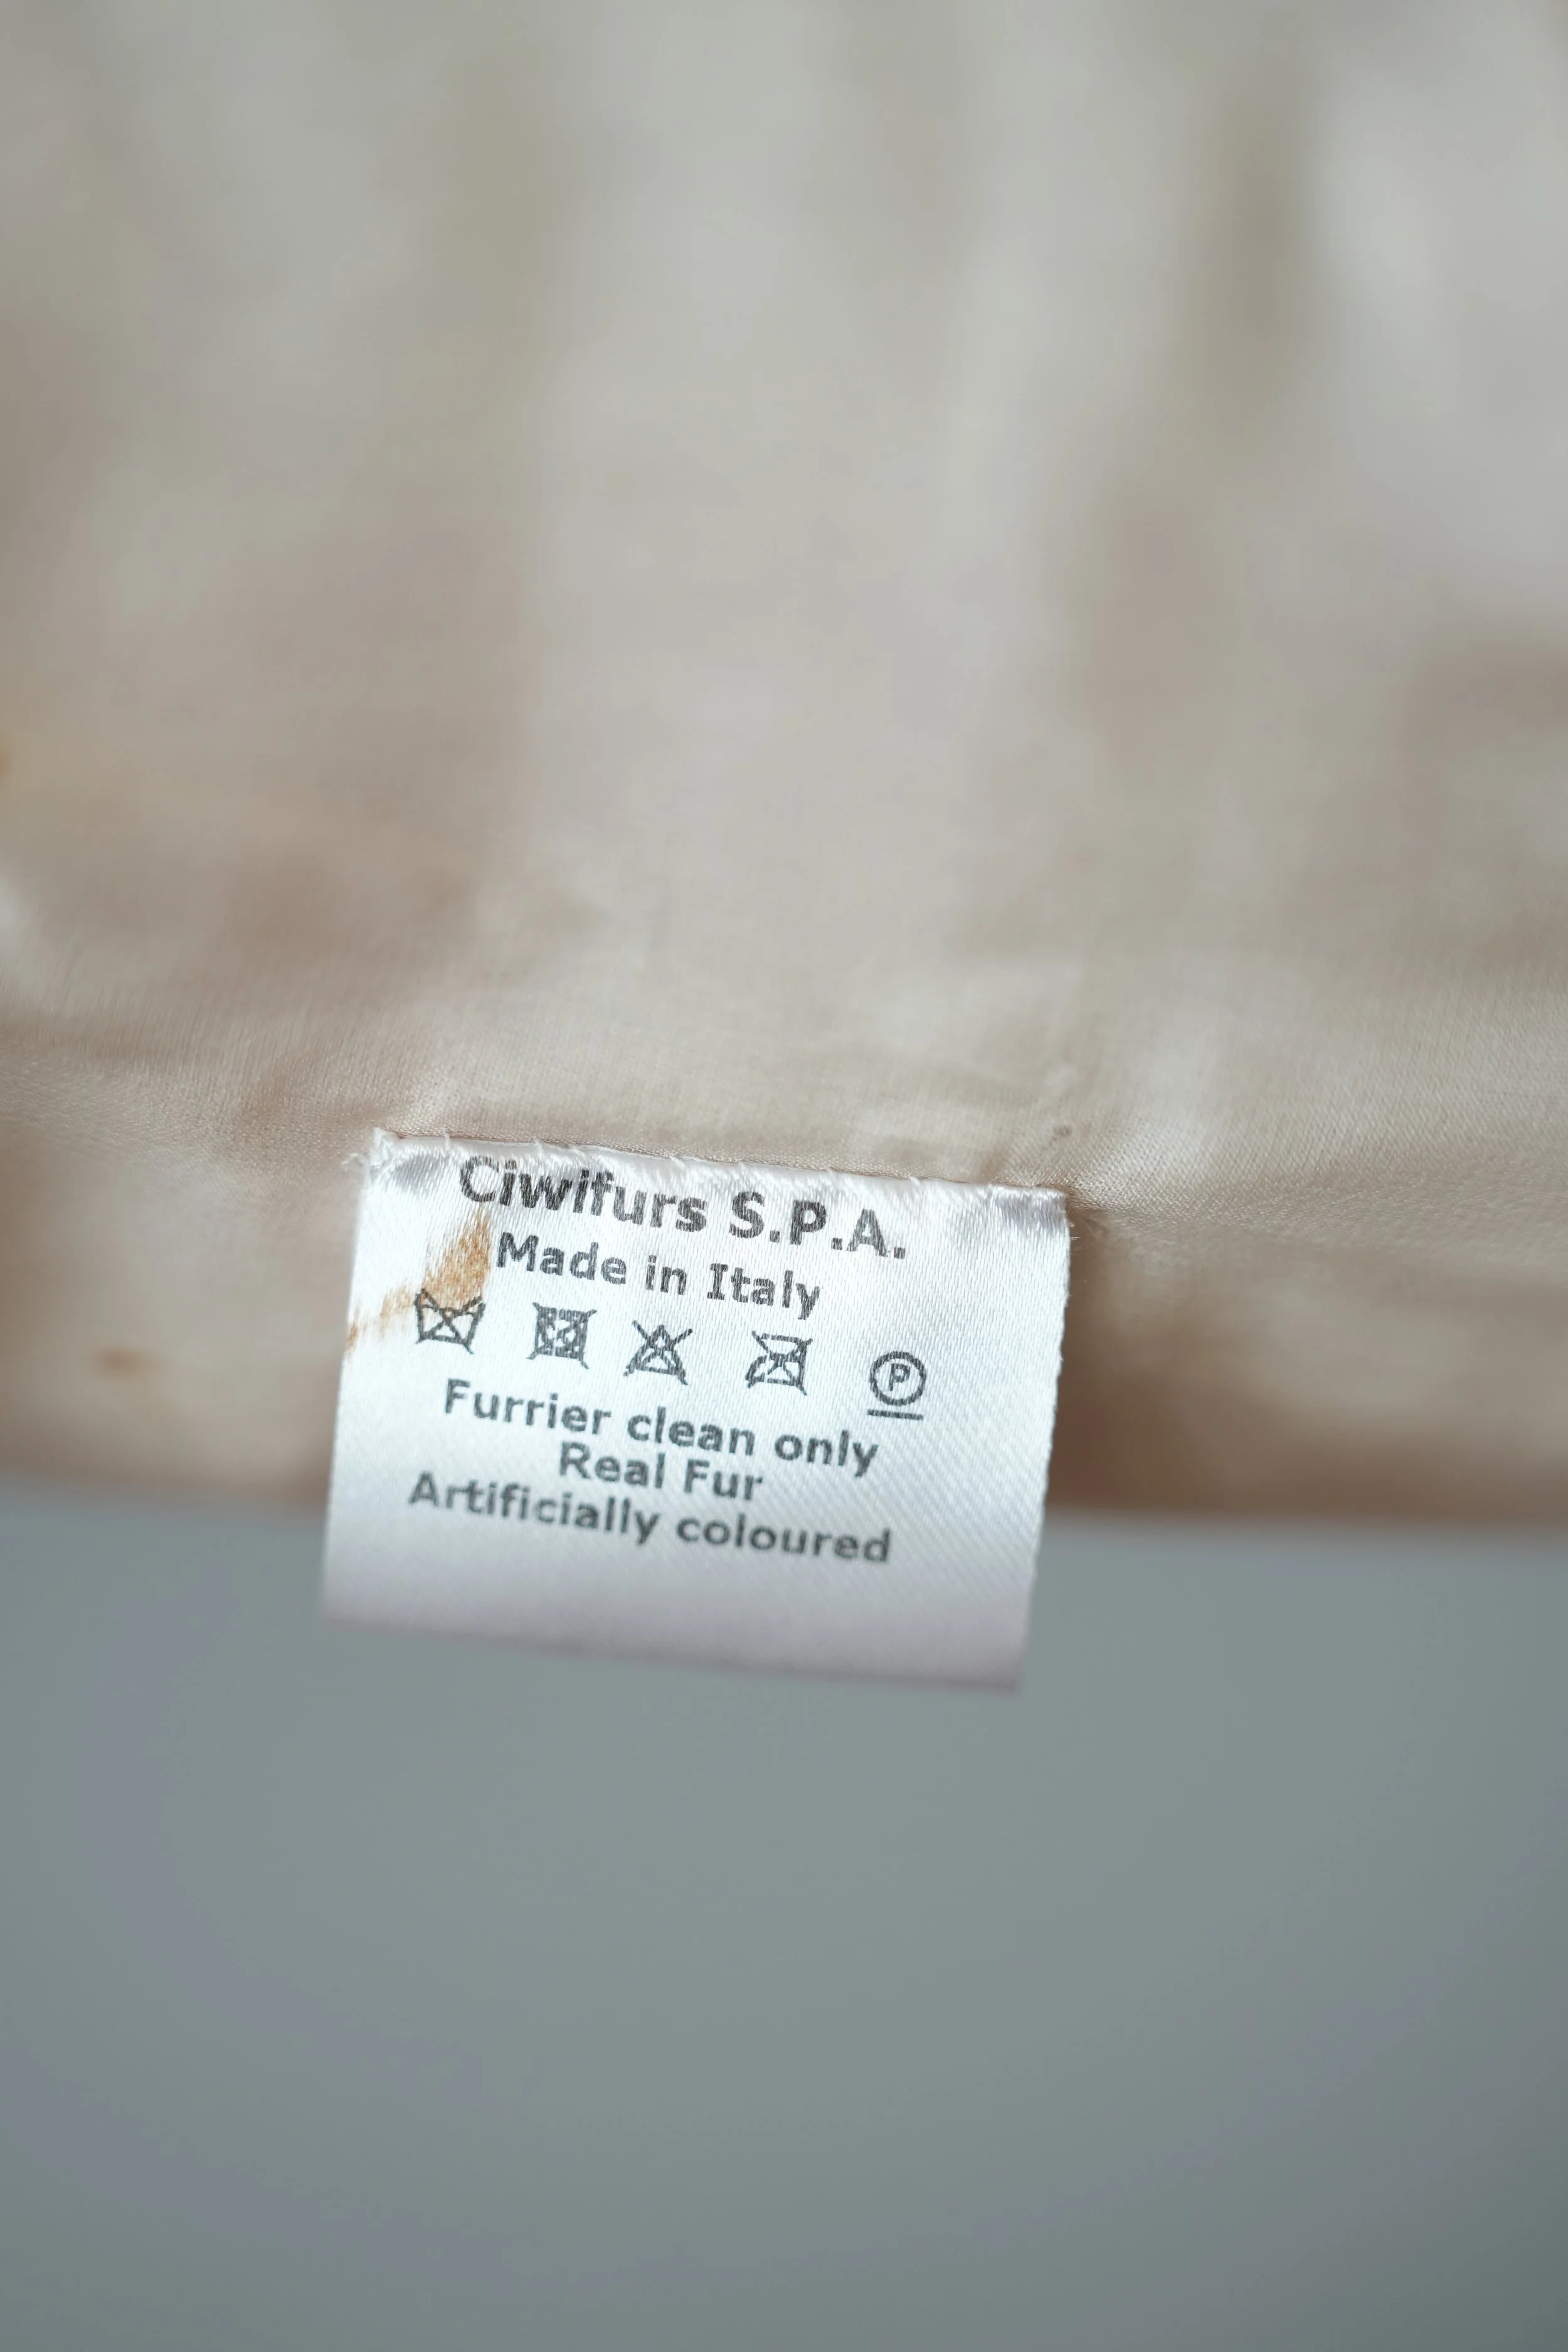 Ciwifurs S.P.A.
Made in Italy
P
Furrier clean only
Real Fur
Artificially coloured